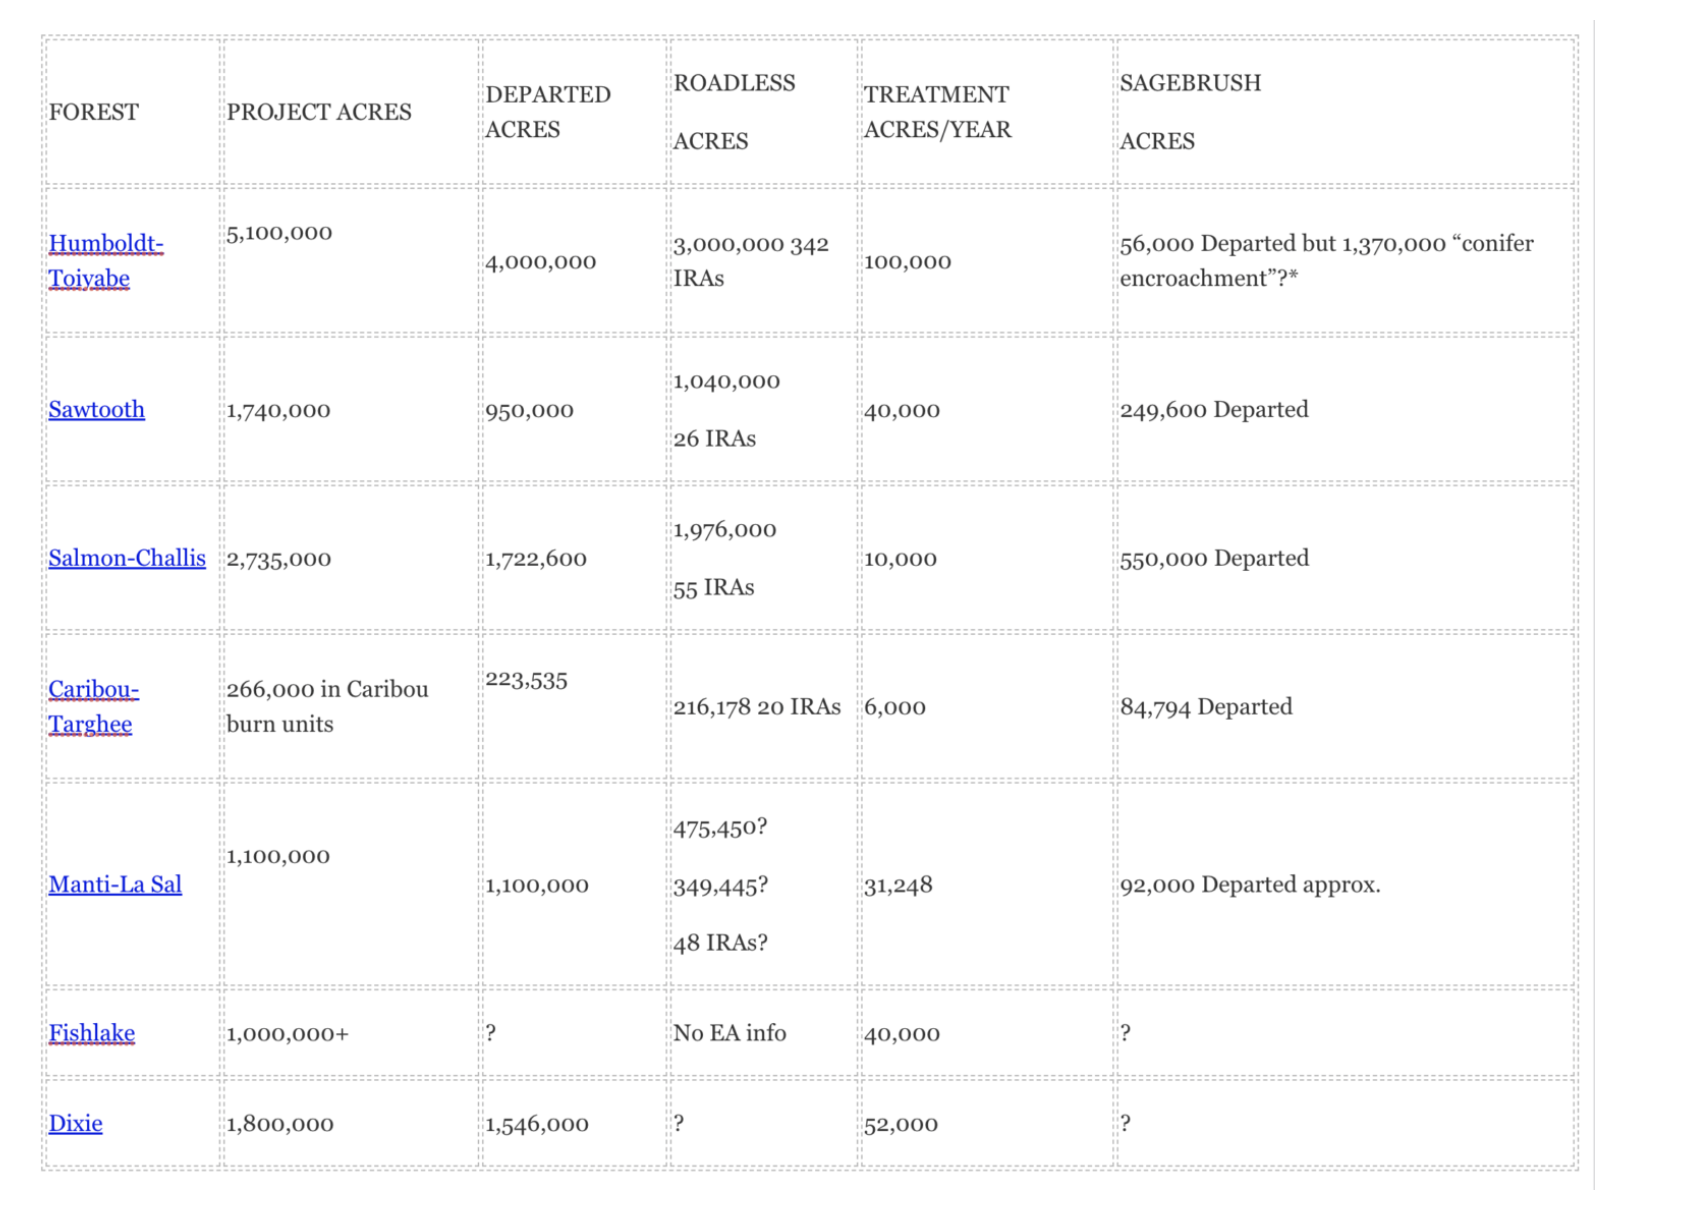 FOREST
PROJECT ACRES
DEPARTED
ACRES
ROADLESS
ACRES
TREATMENT
ACRES/YEAR
SAGEBRUSH
ACRES
Humboldt-
Toiyabe
5,100,000
4,000,000
3,000,000 342
IRAs
100,000
56,000 Departed but 1,370,000 “conifer
encroachment”?*
Sawtooth
1,740,000
950,000
1,040,000
26 IRAs
40,000
249,600 Departed
Salmon-Challis
2,735,000
1,722,600
1,976,000
55 IRAs
10,000
550,000 Departed
Caribou-
Targhee
266,000 in Caribou
burn units
223,535
216,178 20 IRAs
6,000
84,794 Departed
Manti-La Sal
1,100,000
1,100,000
475,450?
349,445?
48 IRAs?
31,248
92,000 Departed approx.
Fishlake
1,000,000+
?
No EA info
40,000
?
Dixie
1,800,000
1,546,000
?
52,000
?